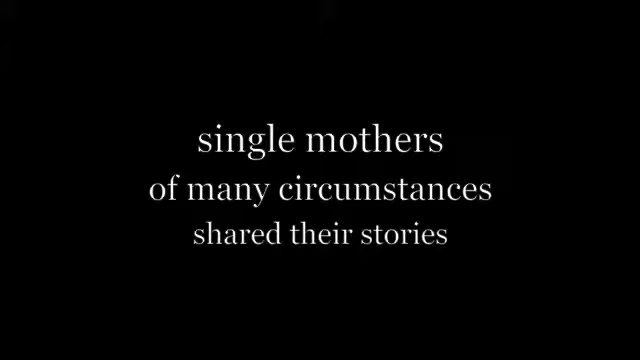 single mothers
of many circumstances
shared their stories